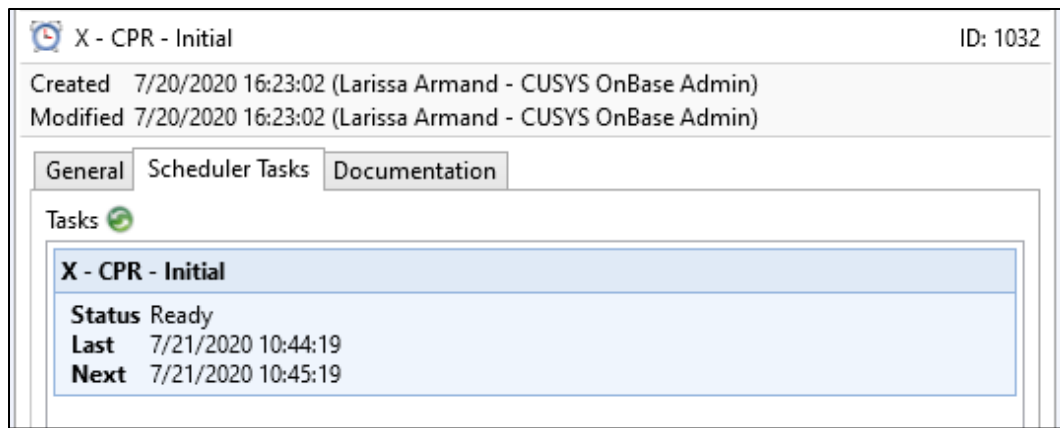 X - CPR - Initial ID: 1032
Created 7/20/2020 16:23:02 (Larissa Armand - CUSYS OnBase Admin)
Modified 7/20/2020 16:23:02 (Larissa Armand - CUSYS OnBase Admin)
General Scheduler Tasks Documentation
Tasks
X - CPR - Initial
Status Ready
Last 7/21/2020 10:44:19
Next 7/21/2020 10:45:19